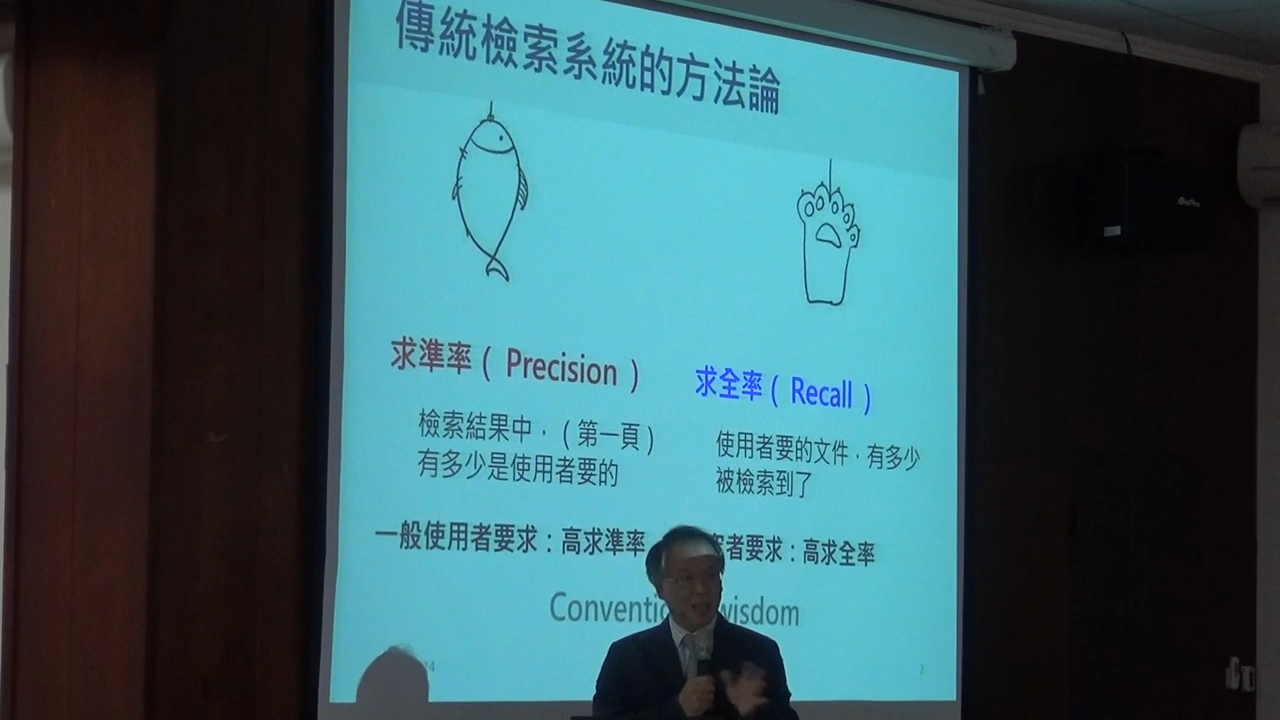 傳統檢索系統的方法論
求準率( Precision )
檢索結果中,(第一頁)
有多少是使用者要的
求全率( Recall )
使用者要的文件,有多少
被檢索到了
一般使用者要求:高求準率
者要求:高求全率
wisdom
7